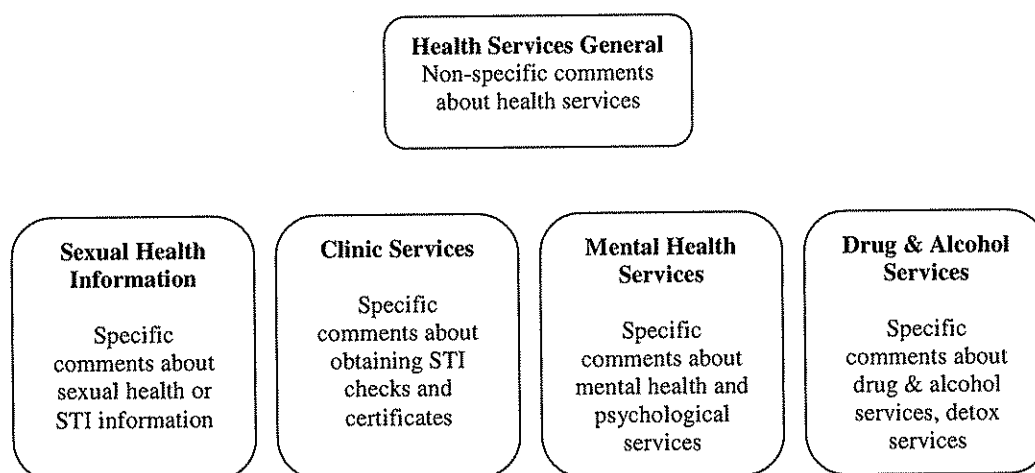 Health Services General
Non-specific comments
about health services
Sexual Health
Information
Specific
comments about
sexual health or
STI information
Clinic Services
Specific
comments about
obtaining STI
checks and
certificates
Mental Health
Services
Specific
comments about
mental health and
psychological
services
Drug & Alcohol
Services
Specific
comments about
drug & alcohol
services, detox
services